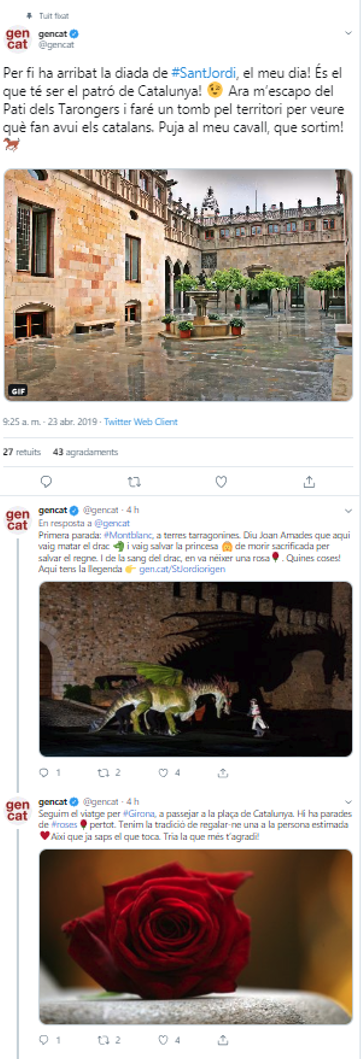 Tuit fixat
gen
cat
gencat
@gencat
Per fi ha arribat la diada de #SantJordi, el meu dia! És el
que té ser el patró de Catalunya! 😉 Ara m'escapo del
Pati dels Tarongers i faré un tomb pel territori per veure
què fan avui els catalans. Puja al meu cavall, que sortim!
🐎
GIF
9:25 a. m. · 23 abr. 2019 · Twitter Web Client
27 retuits 43 agradaments
gen
cat
gencat @gencat · 4 h
En resposta a @gencat
Primera parada: #Montblanc, a terres tarragonines. Diu Joan Amades que aquí
vaig matar el drac 🐉 i vaig salvar la princesa 👸 de morir sacrificada per
salvar el regne. I de la sang del drac, en va néixer una rosa🌹. Quines coses!
Aquí tens la llegenda 👉 gen.cat/StJordiorigen
1 2 4
gen
cat
gencat @gencat · 4 h
Seguim el viatge per #Girona, a passejar a la plaça de Catalunya. Hi ha parades
de #roses🌹pertot. Tenim la tradició de regalar-ne una a la persona estimada
❤️Així que ja saps el que toca. Tria la que més t'agradi!
1 2 4